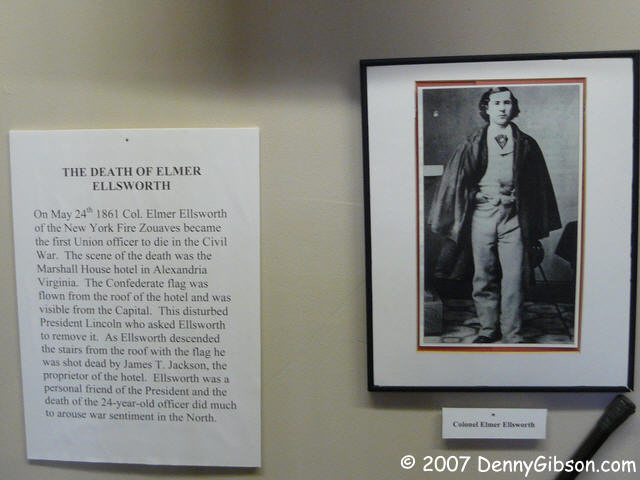 THE DEATH OF ELMER
ELLSWORTH
On May 24th 1861 Col. Elmer Ellsworth
of the New York Fire Zouaves became
the first Union officer to die in the Civil
War. The scene of the death was the
Marshall House hotel in Alexandria
Virginia. The Confederate flag was
flown from the roof of the hotel and was
visible from the Capital. This disturbed
President Lincoln who asked Ellsworth
to remove it. As Ellsworth descended
the stairs from the roof with the flag he
was shot dead by James T. Jackson, the
proprietor of the hotel. Ellsworth was a
personal friend of the President and the
death of the 24-year-old officer did much
to arouse war sentiment in the North.
Colonel Elmer Ellsworth
© 2007 DennyGibson.com